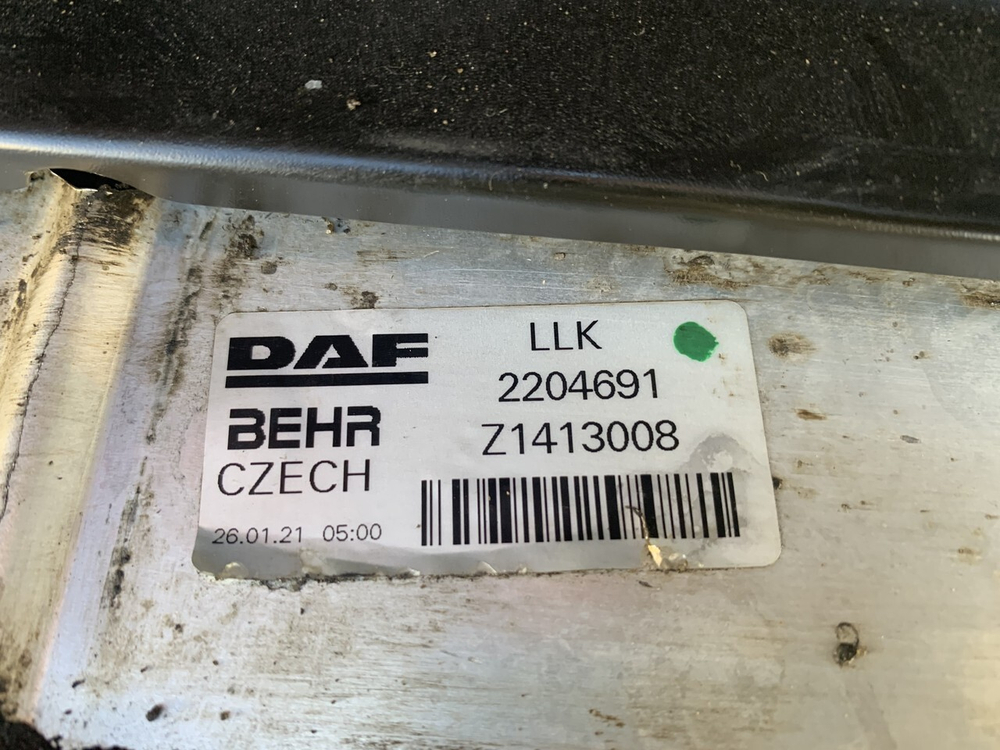 DAF
BEHR
CZECH
26.01.21 05:00
LLK
2204691
Z1413008